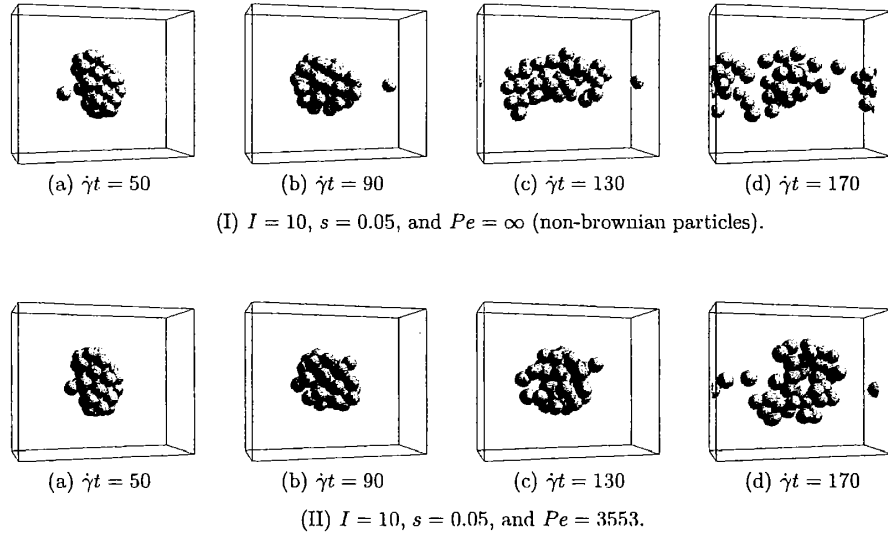 (a) γ̇t = 50 (b) γ̇t = 90 (c) γ̇t = 130 (d) γ̇t = 170
(I) I = 10, s = 0.05, and Pe = ∞ (non-brownian particles).
(a) γ̇t = 50 (b) γ̇t = 90 (c) γ̇t = 130 (d) γ̇t = 170
(II) I = 10, s = 0.05, and Pe = 3553.